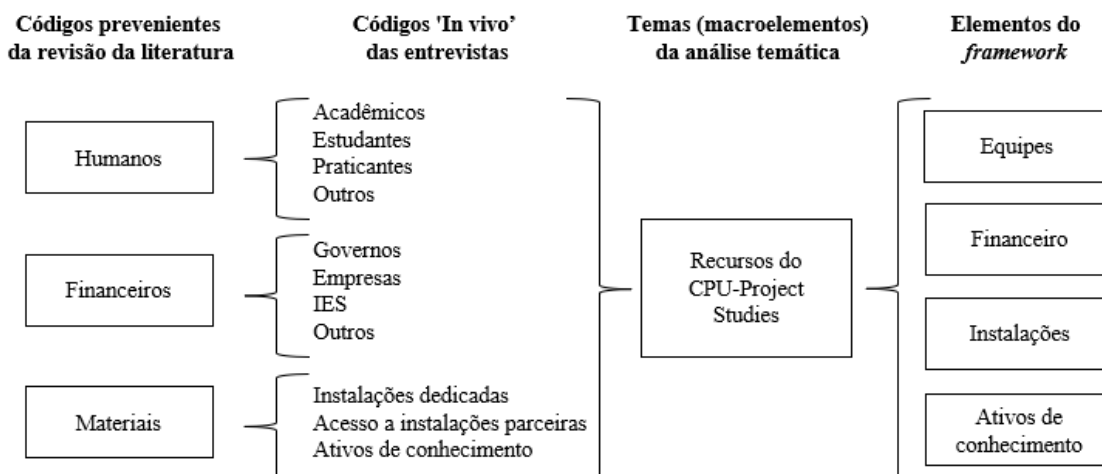 Códigos prevenientes
da revisão da literatura
Códigos 'In vivo’
das entrevistas
Temas (macroelementos)
da análise temática
Elementos do
framework
Humanos
Acadêmicos
Estudantes
Praticantes
Outros
Financeiros
Governos
Empresas
IES
Outros
Materiais
Instalações dedicadas
Acesso a instalações parceiras
Ativos de conhecimento
Recursos do
CPU-Project
Studies
Equipes
Financeiro
Instalações
Ativos de
conhecimento